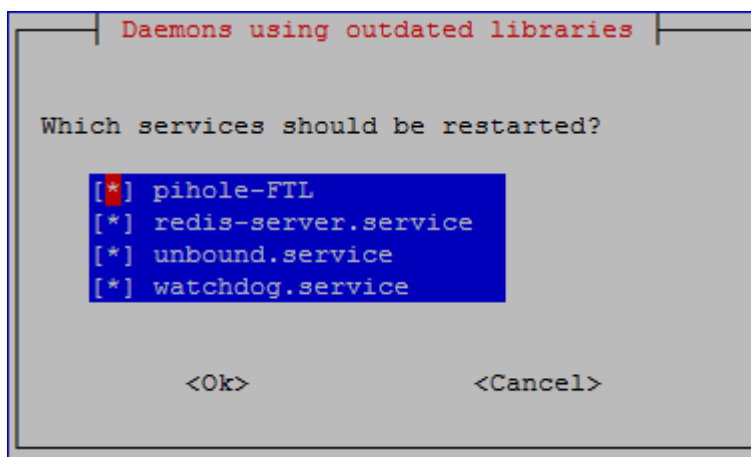 Daemons using outdated libraries
Which services should be restarted?
[*] pihole-FTL
[*] redis-server.service
[*] unbound.service
[*] watchdog.service
<Ok> <Cancel>